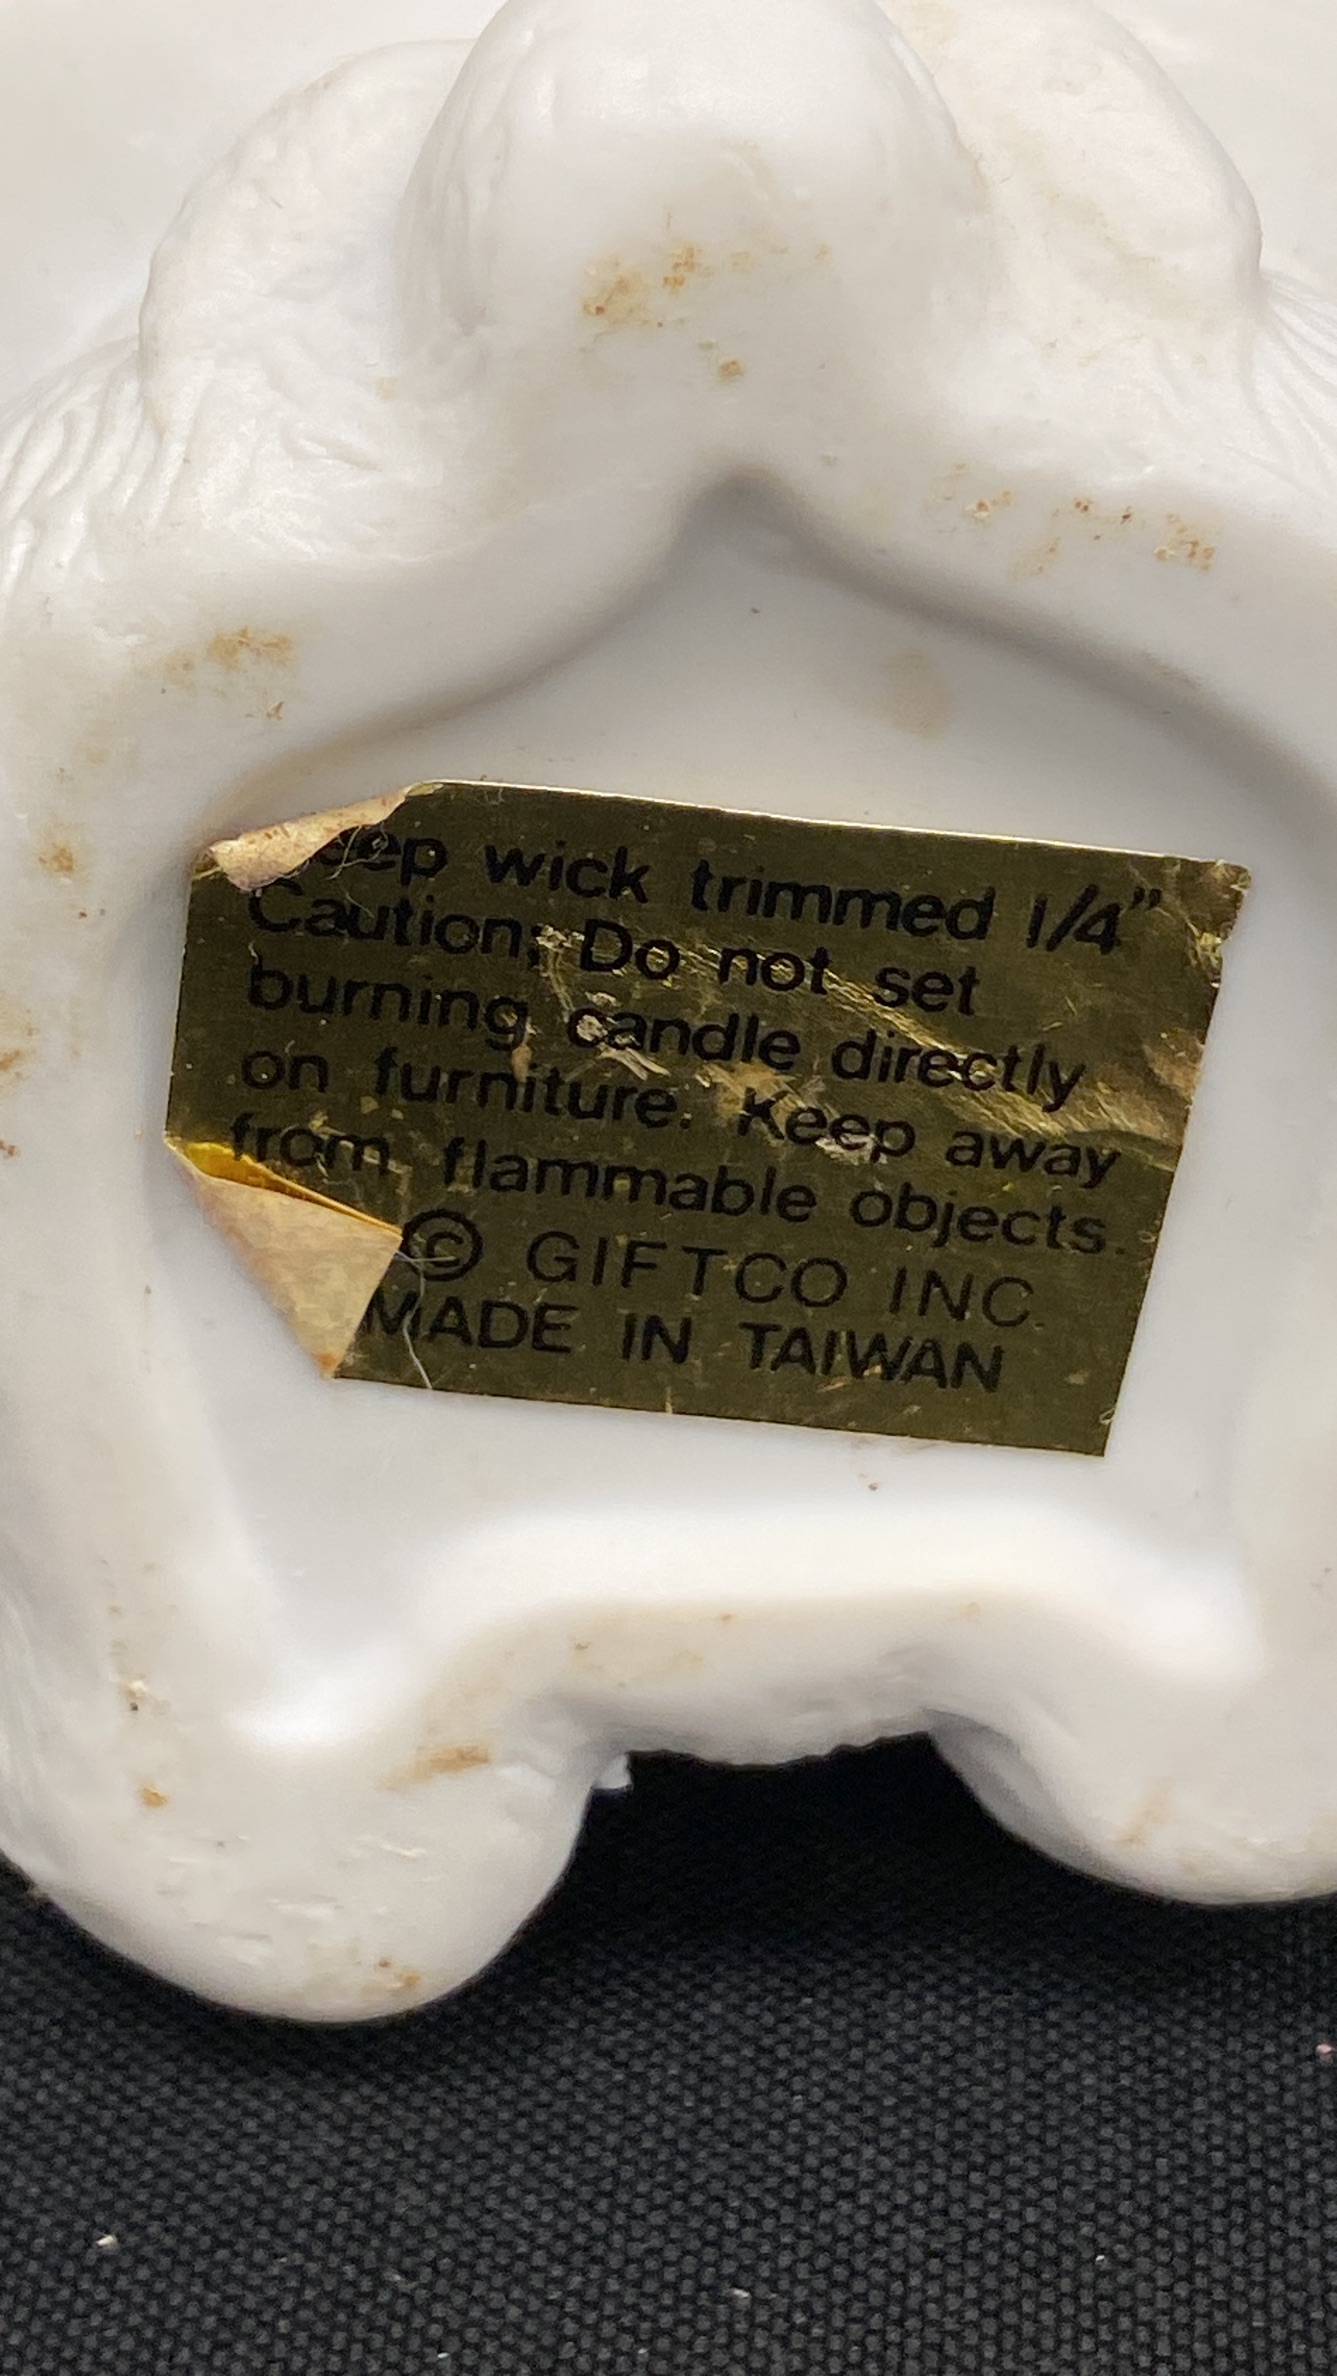 eep wick trimmed 1/4"
Caution; Do not set
burning candle directly
on furniture. Keep away
from flammable objects.
© GIFTCO INC.
MADE IN TAIWAN